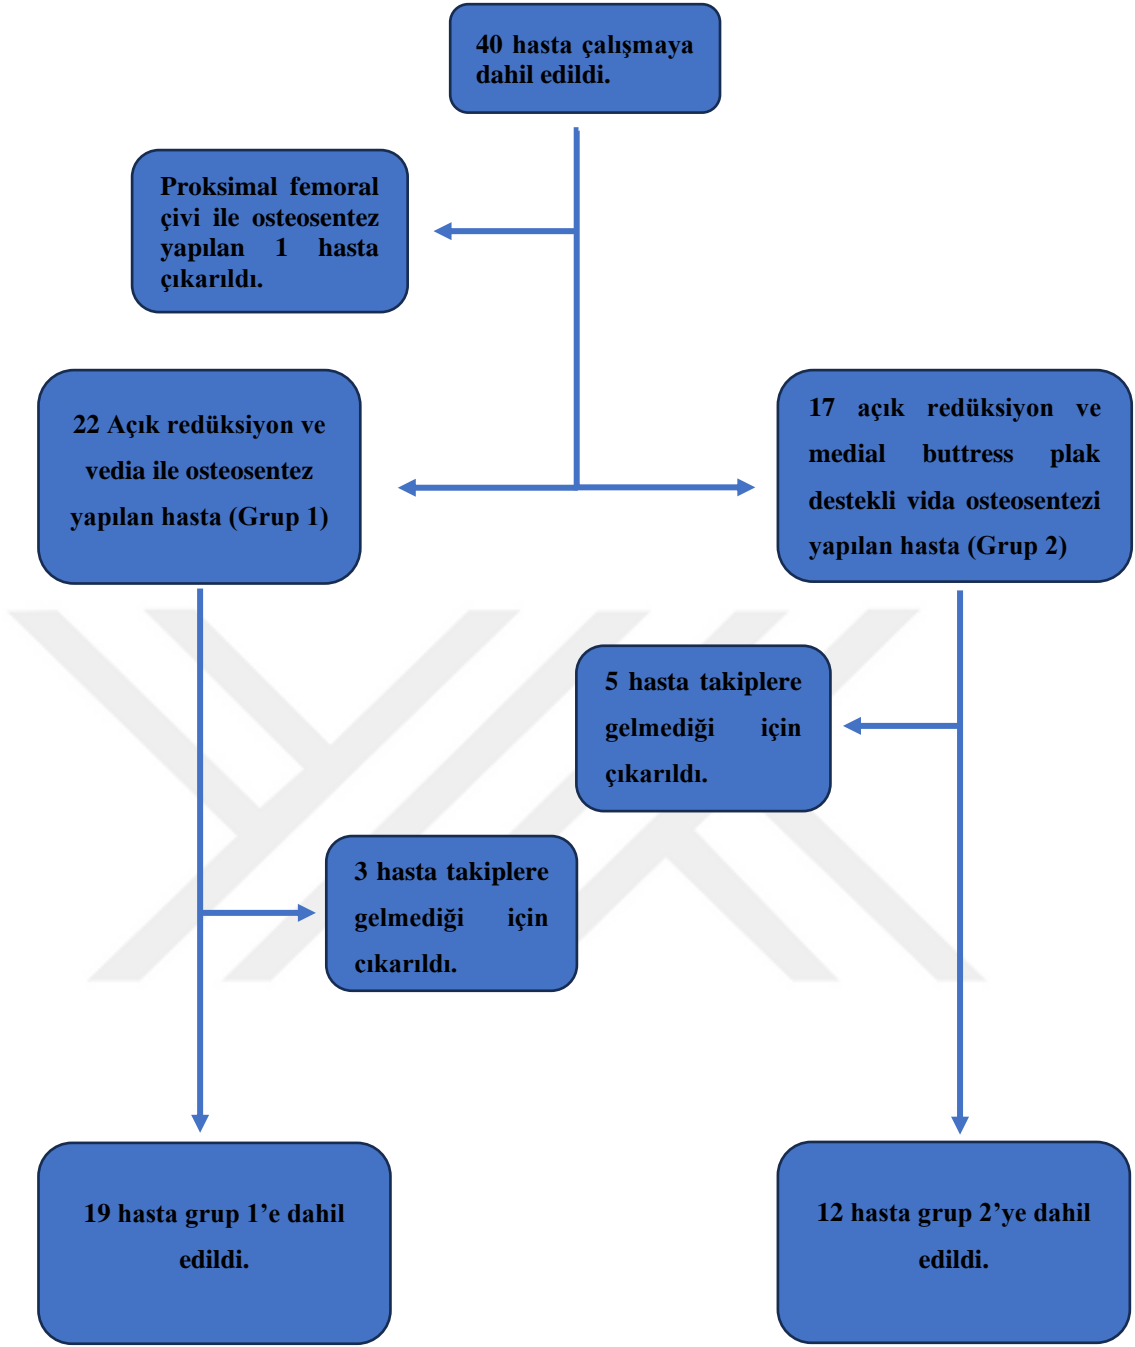 40 hasta çalışmaya
dahil edildi.
Proksimal femoral
çivi ile osteosentez
yapılan 1 hasta
çıkarıldı.
22 Açık redüksiyon ve
vedia ile osteosentez
yapılan hasta (Grup 1)
17 açık redüksiyon ve
medial buttress plak
destekli vida osteosentezi
yapılan hasta (Grup 2)
5 hasta takiplere
gelmediği için
çıkarıldı.
3 hasta takiplere
gelmediği için
cıkarıldı.
19 hasta grup 1’e dahil
edildi.
12 hasta grup 2’ye dahil
edildi.